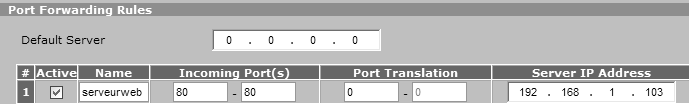 Port Forwarding Rules
Default Server 0 . 0 . 0 . 0
# Active Name Incoming Port(s) Port Translation Server IP Address
1 serveurweb 80 - 80 0 - 0 192 . 168 . 1 . 103